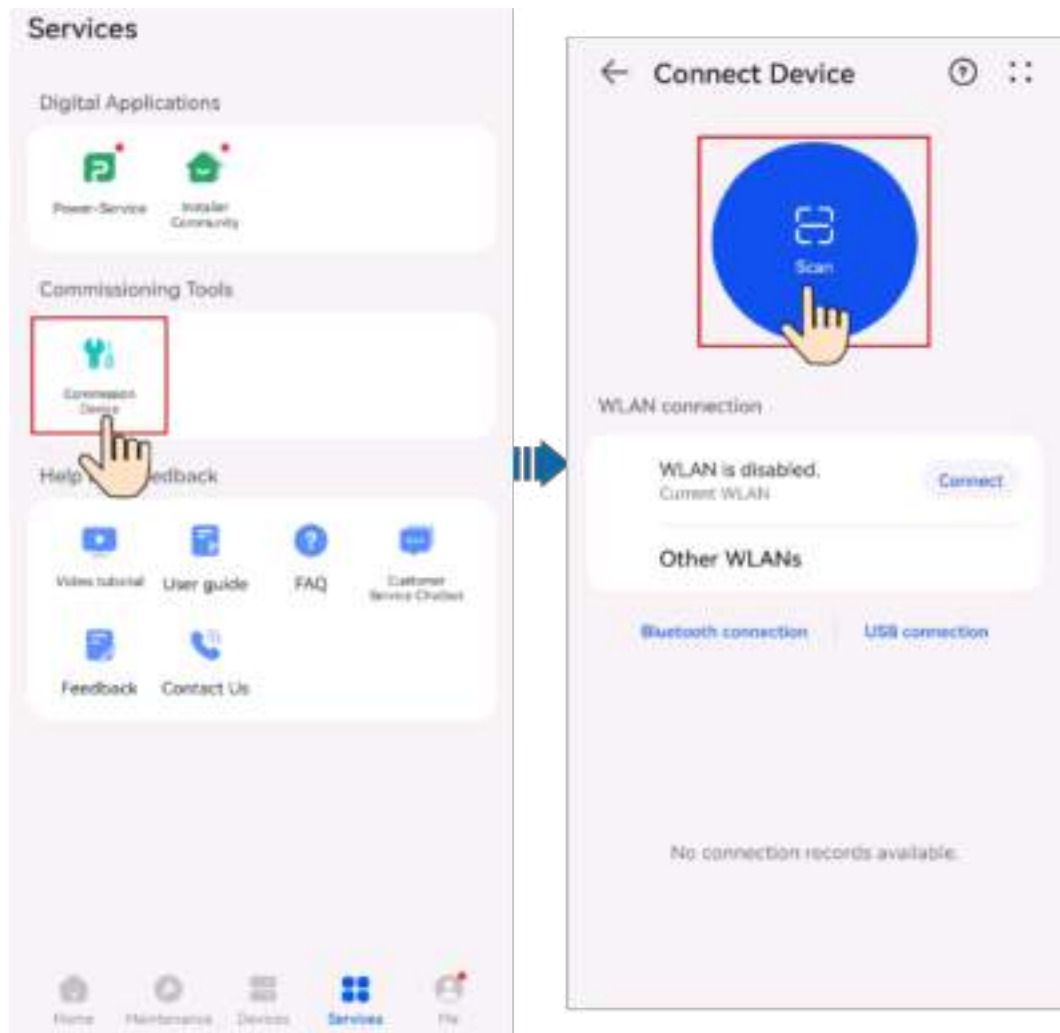 Services
Digital Applications
Power-Service
Installer
Community
Commissioning Tools
Commission
Device
Help edback
Video tutorial
User guide
FAQ
Customer
Service Chatbot
Feedback
Contact Us
Home
Maintenance
Devices
Services
Me
Connect Device
Scan
WLAN connection
WLAN is disabled.
Current WLAN
Connect
Other WLANs
Bluetooth connection
USB connection
No connection records available.